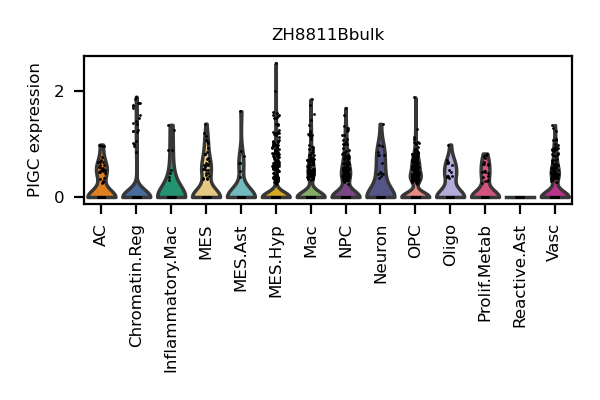 ZH8811Bbulk
PIGC expression
2
0
AC
Chromatin.Reg
Inflammatory.Mac
MES
MES.Ast
MES.Hyp
Mac
NPC
Neuron
OPC
Oligo
Prolif.Metab
Reactive.Ast
Vasc